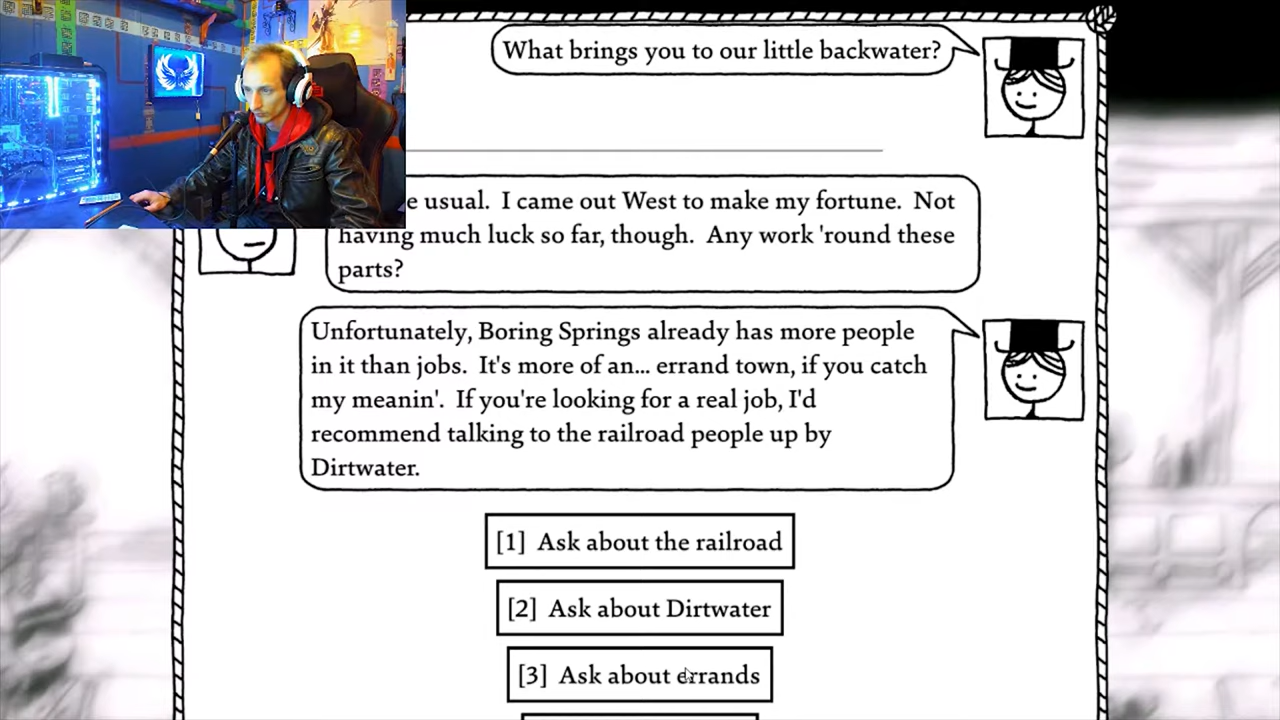 What brings you to our little backwater?
e usual. I came out West to make my fortune. Not
having much luck so far, though. Any work 'round these
parts?
Unfortunately, Boring Springs already has more people
in it than jobs. It's more of an... errand town, if you catch
my meanin'. If you're looking for a real job, I'd
recommend talking to the railroad people up by
Dirtwater.
[1] Ask about the railroad
[2] Ask about Dirtwater
[3] Ask about errands